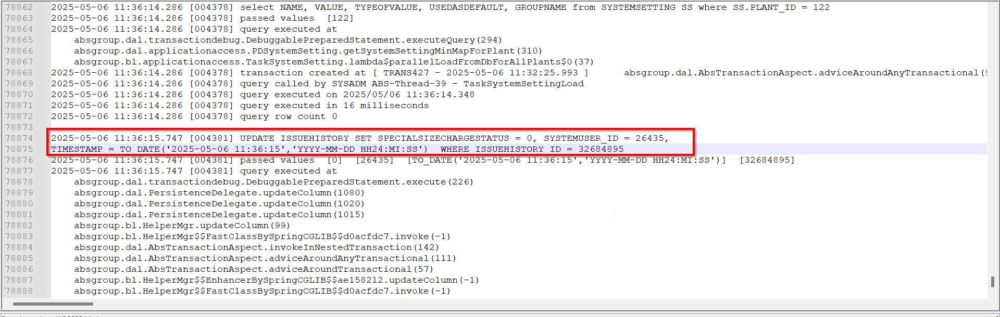 78862 2025-05-06 11:36:14.286 [004378] select NAME, VALUE, TYPEOFVALUE, USEDASDEFAULT, GROUPNAME from SYSTEMSETTING SS where SS.PLANT_ID = 122
78863 2025-05-06 11:36:14.286 [004378] passed values  [122]
78864 2025-05-06 11:36:14.286 [004378] query executed at
78865     absgroup.dal.transactiondebug.DebuggablePreparedStatement.executeQuery(294)
78866     absgroup.dal.applicationaccess.PDSystemSetting.getSystemSettingMinMapForPlant(310)
78867     absgroup.bl.applicationaccess.TaskSystemSetting.lambda$parallelLoadFromDbForAllPlants$0(37)
78868 2025-05-06 11:36:14.286 [004378] transaction created at [ TRANS427 - 2025-05-06 11:32:25.993 ]      absgroup.dal.AbsTransactionAspect.adviceAroundAnyTransactional(
78869 2025-05-06 11:36:14.286 [004378] query called by SYSADM ABS-Thread-39 - TaskSystemSettingLoad
78870 2025-05-06 11:36:14.286 [004378] query executed on 2025/05/06 11:36:14.348
78871 2025-05-06 11:36:14.286 [004378] query executed in 16 milliseconds
78872 2025-05-06 11:36:14.286 [004378] query row count 0
78873
78874 2025-05-06 11:36:15.747 [004381] UPDATE ISSUEHISTORY SET SPECIALSIZECHARGESTATUS = 0, SYSTEMUSER_ID = 26435,
78875 TIMESTAMP = TO_DATE('2025-05-06 11:36:15','YYYY-MM-DD HH24:MI:SS')  WHERE ISSUEHISTORY_ID = 32684895
78876 2025-05-06 11:36:15.747 [004381] passed values  [0]  [26435]  [TO_DATE('2025-05-06 11:36:15','YYYY-MM-DD HH24:MI:SS')]  [32684895]
78877 2025-05-06 11:36:15.747 [004381] query executed at
78878     absgroup.dal.transactiondebug.DebuggablePreparedStatement.execute(226)
78879     absgroup.dal.PersistenceDelegate.updateColumn(1080)
78880     absgroup.dal.PersistenceDelegate.updateColumn(1020)
78881     absgroup.dal.PersistenceDelegate.updateColumn(1015)
78882     absgroup.bl.HelperMgr.updateColumn(99)
78883     absgroup.bl.HelperMgr$$FastClassBySpringCGLIB$$d0acfdc7.invoke(-1)
78884     absgroup.dal.AbsTransactionAspect.invokeInNestedTransaction(142)
78885     absgroup.dal.AbsTransactionAspect.adviceAroundAnyTransactional(111)
78886     absgroup.dal.AbsTransactionAspect.adviceAroundTransactional(57)
78887     absgroup.bl.HelperMgr$$EnhancerBySpringCGLIB$$ae158212.updateColumn(-1)
78888     absgroup.bl.HelperMgr$$FastClassBySpringCGLIB$$d0acfdc7.invoke(-1)